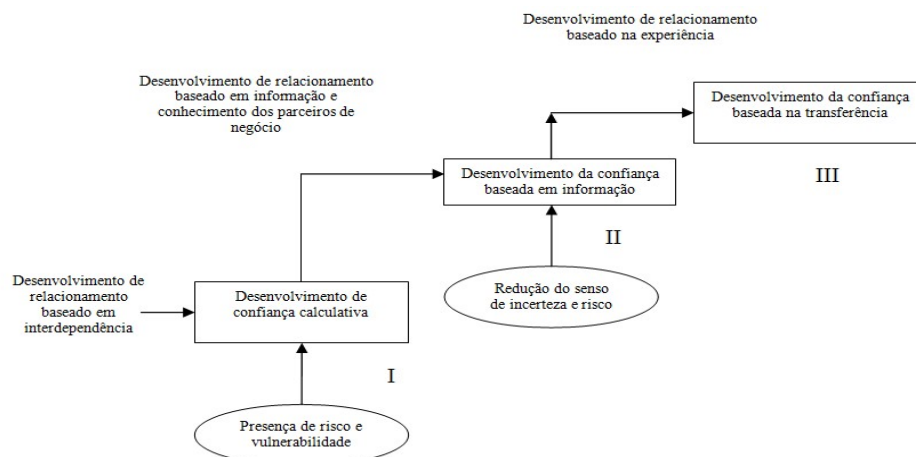 Desenvolvimento de relacionamento
baseado na experiência
Desenvolvimento de relacionamento
baseado em informação e
conhecimento dos parceiros de
negócio
Desenvolvimento da confiança
baseada na transferência
III
Desenvolvimento da confiança
baseada em informação
II
Redução do senso
de incerteza e risco
Desenvolvimento de
relacionamento
baseado em
interdependência
Desenvolvimento de
confiança calculativa
I
Presença de risco e
vulnerabilidade